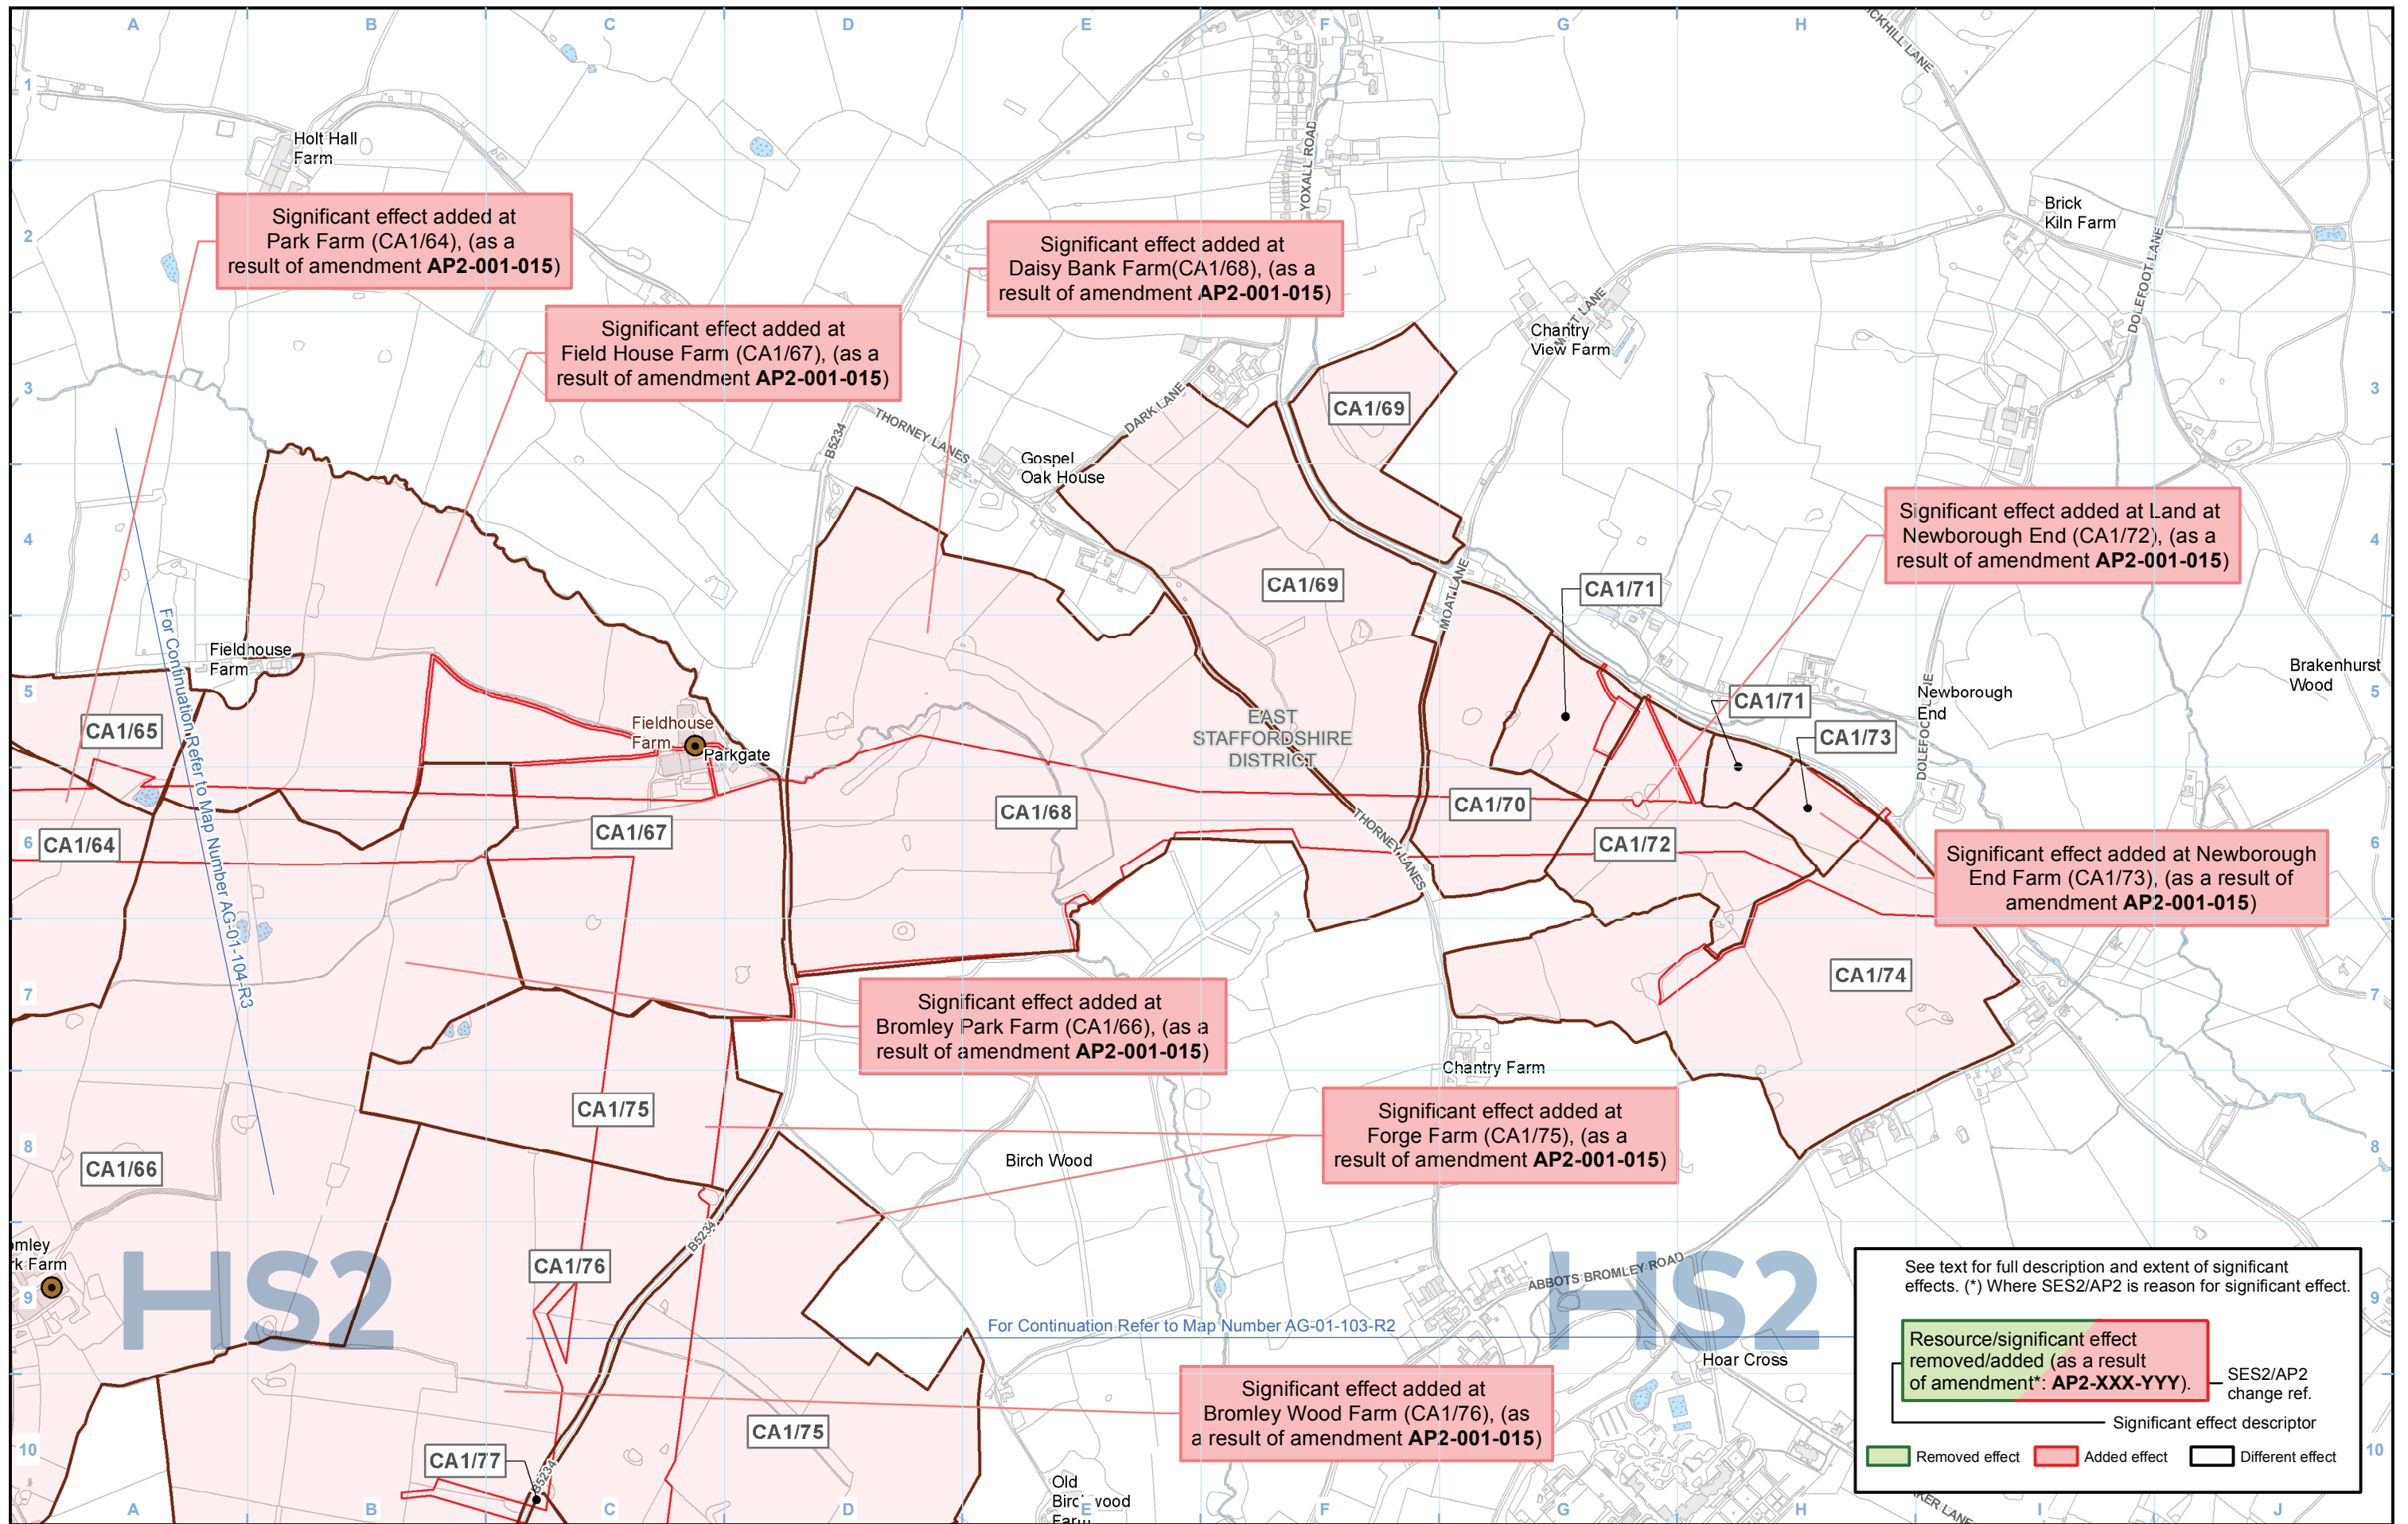 A B C D E F G H
1
ICKHILL LANE
Holt Hall
Farm
YOXALL ROAD
2
Significant effect added at
Park Farm (CA1/64), (as a
result of amendment AP2-001-015)
Significant effect added at
Daisy Bank Farm(CA1/68), (as a
result of amendment AP2-001-015)
Brick
Kiln Farm
2
DOLEFOOT LANE
Significant effect added at
Field House Farm (CA1/67), (as a
result of amendment AP2-001-015)
Chantry
View Farm
3
3
THORNEY LANES
B5234
DARK LANE
CA1/69
Gospel
Oak House
4
4
Significant effect added at Land at
Newborough End (CA1/72), (as a
result of amendment AP2-001-015)
CA1/69
CA1/71
MOAT LANE
For Continuation Refer to Map Number AG-01-104-R3
Fieldhouse
Farm
5
5
CA1/65
Fieldhouse
Farm
Parkgate
EAST
STAFFORDSHIRE
DISTRICT
CA1/71
CA1/73
Newborough
End
Brakenhurst
Wood
6
6
CA1/64
CA1/67
CA1/68
CA1/70
CA1/72
THORNEY LANES
Significant effect added at Newborough
End Farm (CA1/73), (as a result of
amendment AP2-001-015)
7
7
CA1/74
Significant effect added at
Bromley Park Farm (CA1/66), (as a
result of amendment AP2-001-015)
Chantry Farm
CA1/75
Significant effect added at
Forge Farm (CA1/75), (as a
result of amendment AP2-001-015)
8
8
CA1/66
Birch Wood
B5234
omley
rk Farm
9
9
HS2
CA1/76
ABBOTS BROMLEY ROAD
HS2
For Continuation Refer to Map Number AG-01-103-R2
Hoar Cross
Significant effect added at
Bromley Wood Farm (CA1/76), (as
a result of amendment AP2-001-015)
10
10
CA1/75
CA1/77
B5234
Old
See text for full description and extent of significant
effects. (*) Where SES2/AP2 is reason for significant effect.
Resource/significant effect
removed/added (as a result
of amendment*: AP2-XXX-YYY).
SES2/AP2
change ref.
Significant effect descriptor
Removed effect Added effect Different effect
A B C D E F G H I J